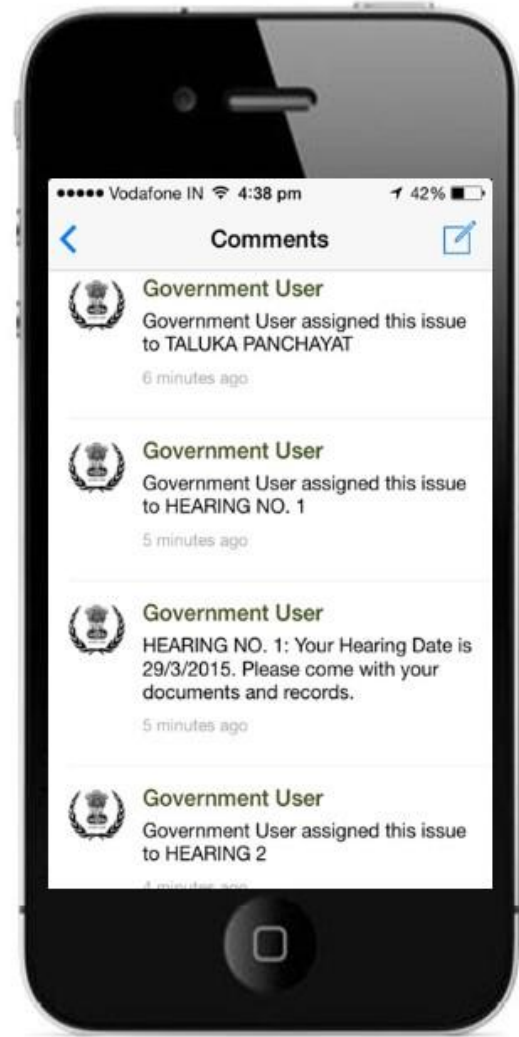 Vodafone IN 4:38 pm 42%
Comments
Government User
Government User assigned this issue
to TALUKA PANCHAYAT
6 minutes ago
Government User
Government User assigned this issue
to HEARING NO. 1
5 minutes ago
Government User
HEARING NO. 1: Your Hearing Date is
29/3/2015. Please come with your
documents and records.
5 minutes ago
Government User
Government User assigned this issue
to HEARING 2
4 minutes ago